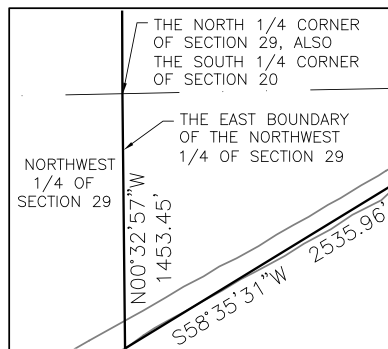 THE NORTH 1/4 CORNER
OF SECTION 29, ALSO
THE SOUTH 1/4 CORNER
OF SECTION 20
THE EAST BOUNDARY
OF THE NORTHWEST
1/4 OF SECTION 29
NORTHWEST
1/4 OF
SECTION 29
N00°32'57"W
1453.45'
S58°35'31"W 2535.96'